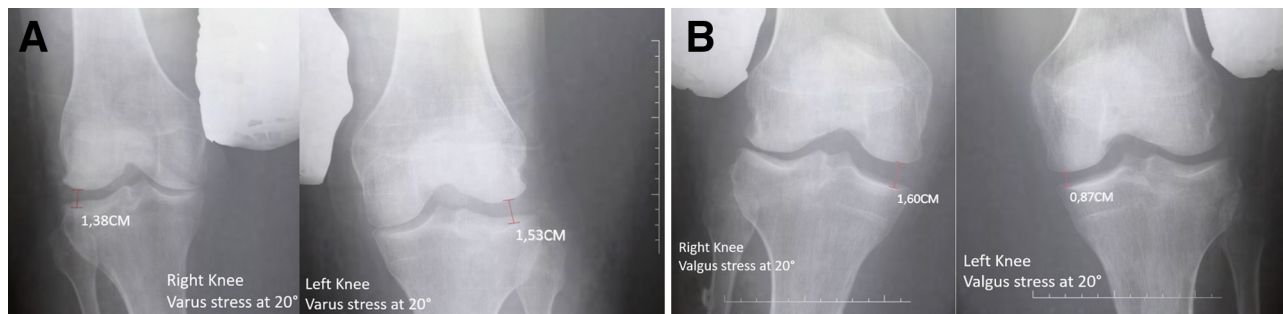 A
1,38CM
Right Knee
Varus stress at 20°
1,53CM
Left Knee
Varus stress at 20°
B
1,60CM
Right Knee
Valgus stress at 20°
0,87CM
Left Knee
Valgus stress at 20°